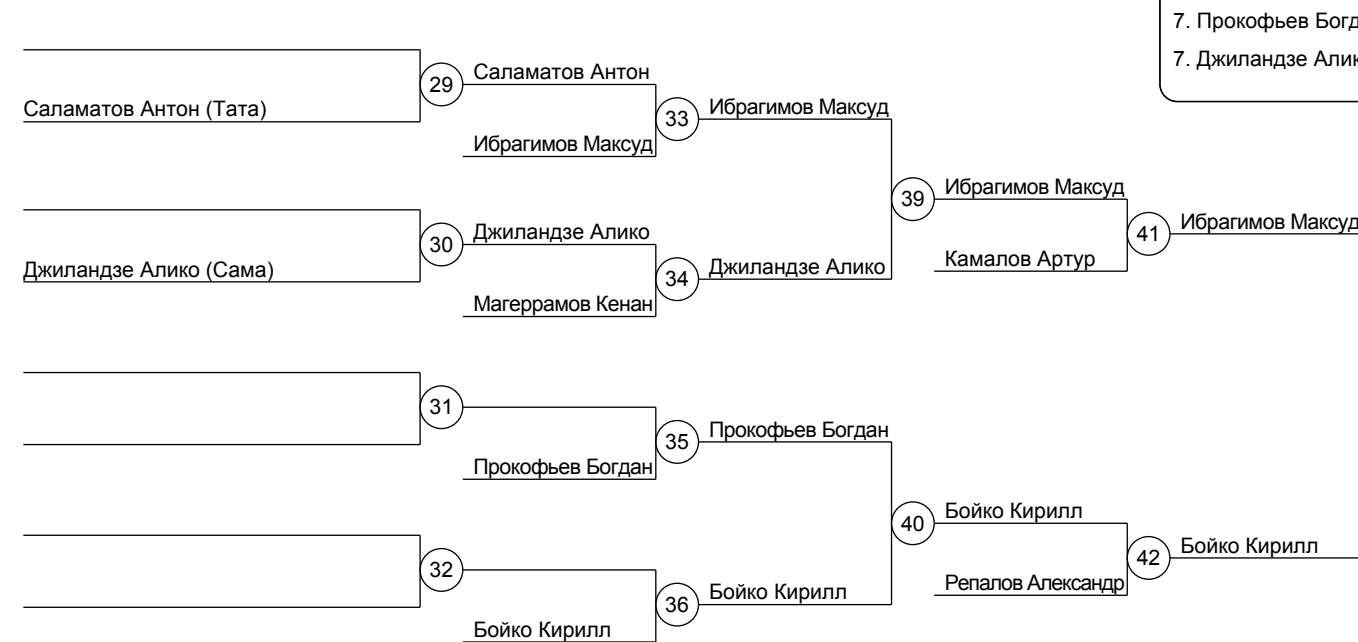 7. Прокофьев Богд
7. Джиландзе Алик
29 Саламатов Антон
Саламатов Антон (Тата)
33 Ибрагимов Максуд
Ибрагимов Максуд
39 Ибрагимов Максуд
30 Джиландзе Алико
41 Ибрагимов Максуд
Джиландзе Алико (Сама)
34 Джиландзе Алико
Камалов Артур
Магеррамов Кенан
31
35 Прокофьев Богдан
Прокофьев Богдан
40 Бойко Кирилл
32
42 Бойко Кирилл
36 Бойко Кирилл
Репалов Александр
Бойко Кирилл